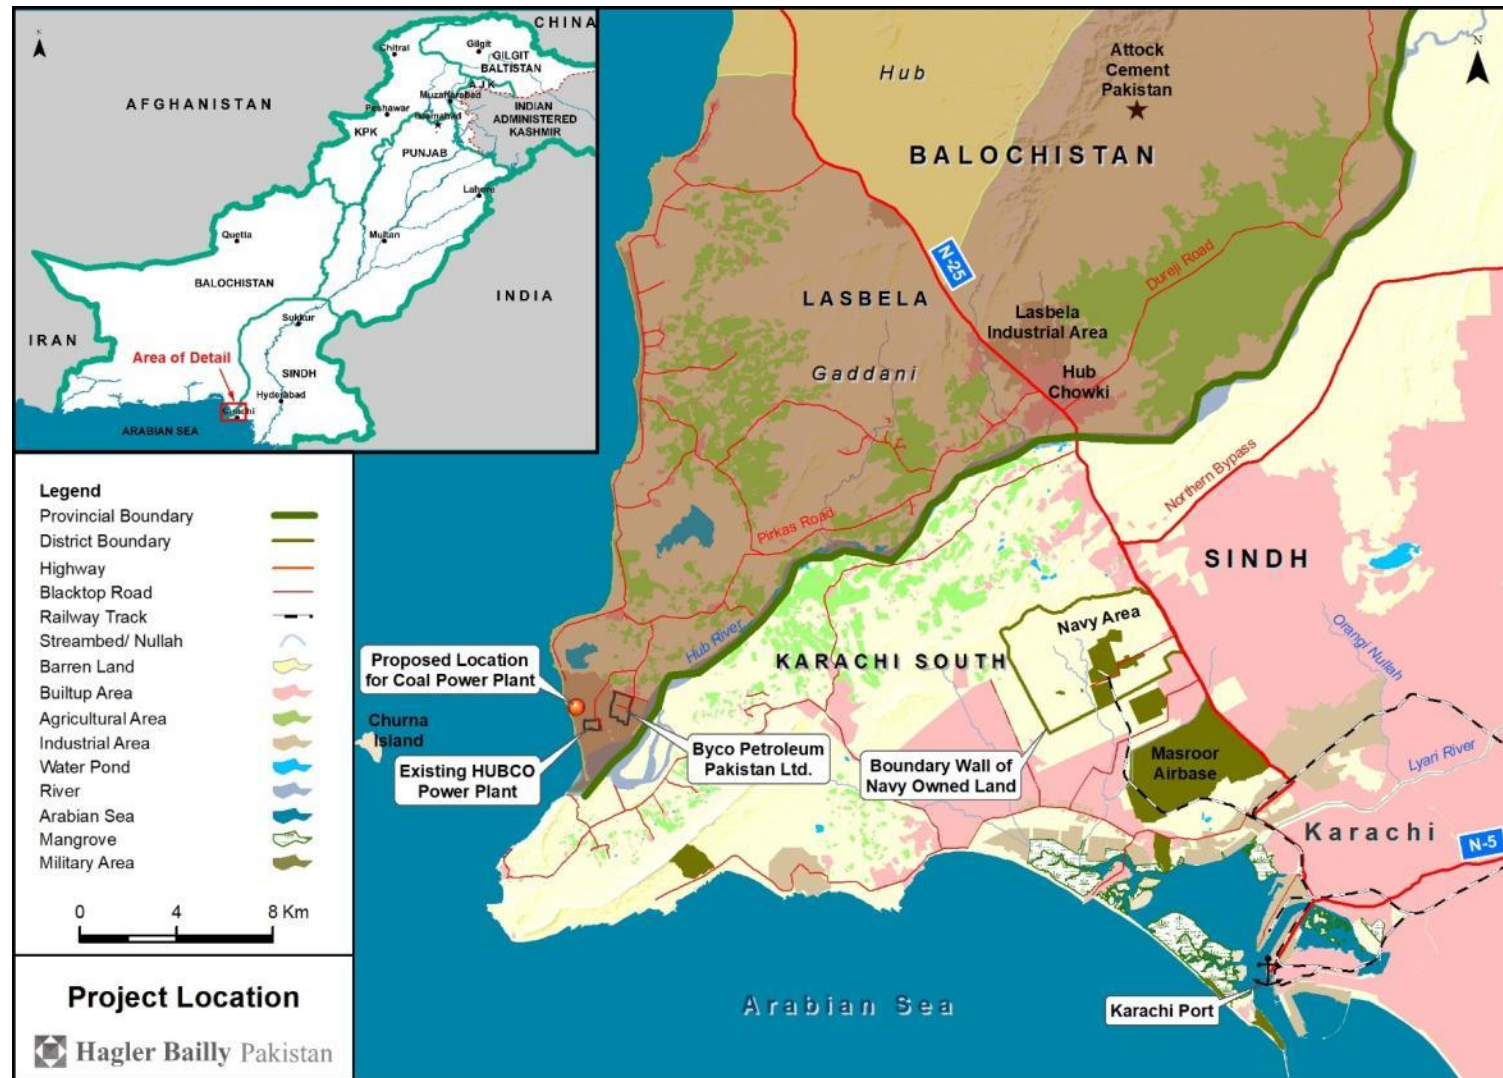 N
CHINA
Chitral
Gilgit
GILGIT
BALTISTAN
AFGHANISTAN
AJK
Muzaffarabad
Peshawar
Islamabad
INDIAN
ADMINISTERED
KASHMIR
KPK
PUNJAB
Lahore
Quetta
Multan
BALOCHISTAN
INDIA
IRAN
Sukkur
Area of Detail
SINDH
Hyderabad
Karachi
ARABIAN SEA
Legend
Provincial Boundary
District Boundary
Highway
Blacktop Road
Railway Track
Streambed/ Nullah
Barren Land
Builtup Area
Agricultural Area
Industrial Area
Water Pond
River
Arabian Sea
Mangrove
Military Area
0 4 8 Km
Project Location
Hagler Bailly Pakistan
N
Hub
Attock
Cement
Pakistan
BALOCHISTAN
N-25
Dureji Road
LASBELA
Lasbela
Industrial Area
Gaddani
Hub
Chowki
Northern Bypass
Pirkas Road
SINDH
Hub River
Navy Area
Orangi Nullah
KARACHI SOUTH
Proposed Location
for Coal Power Plant
Churna
Island
Existing HUBCO
Power Plant
Byco Petroleum
Pakistan Ltd.
Boundary Wall of
Navy Owned Land
Masroor
Airbase
Lyari River
Karachi
N-5
Arabian Sea
Karachi Port